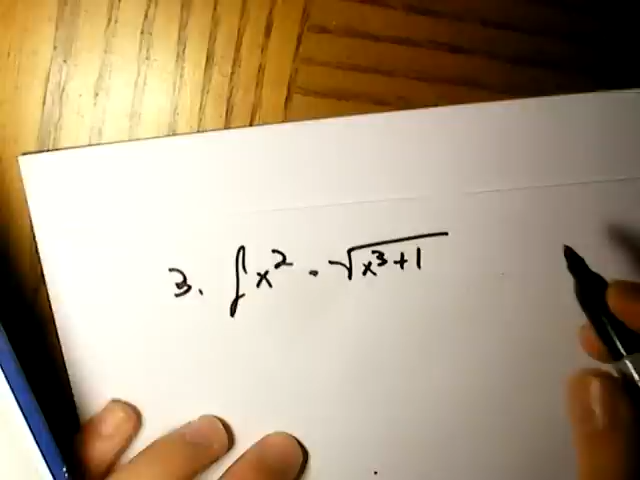 3. ∫ x² · √(x³+1)